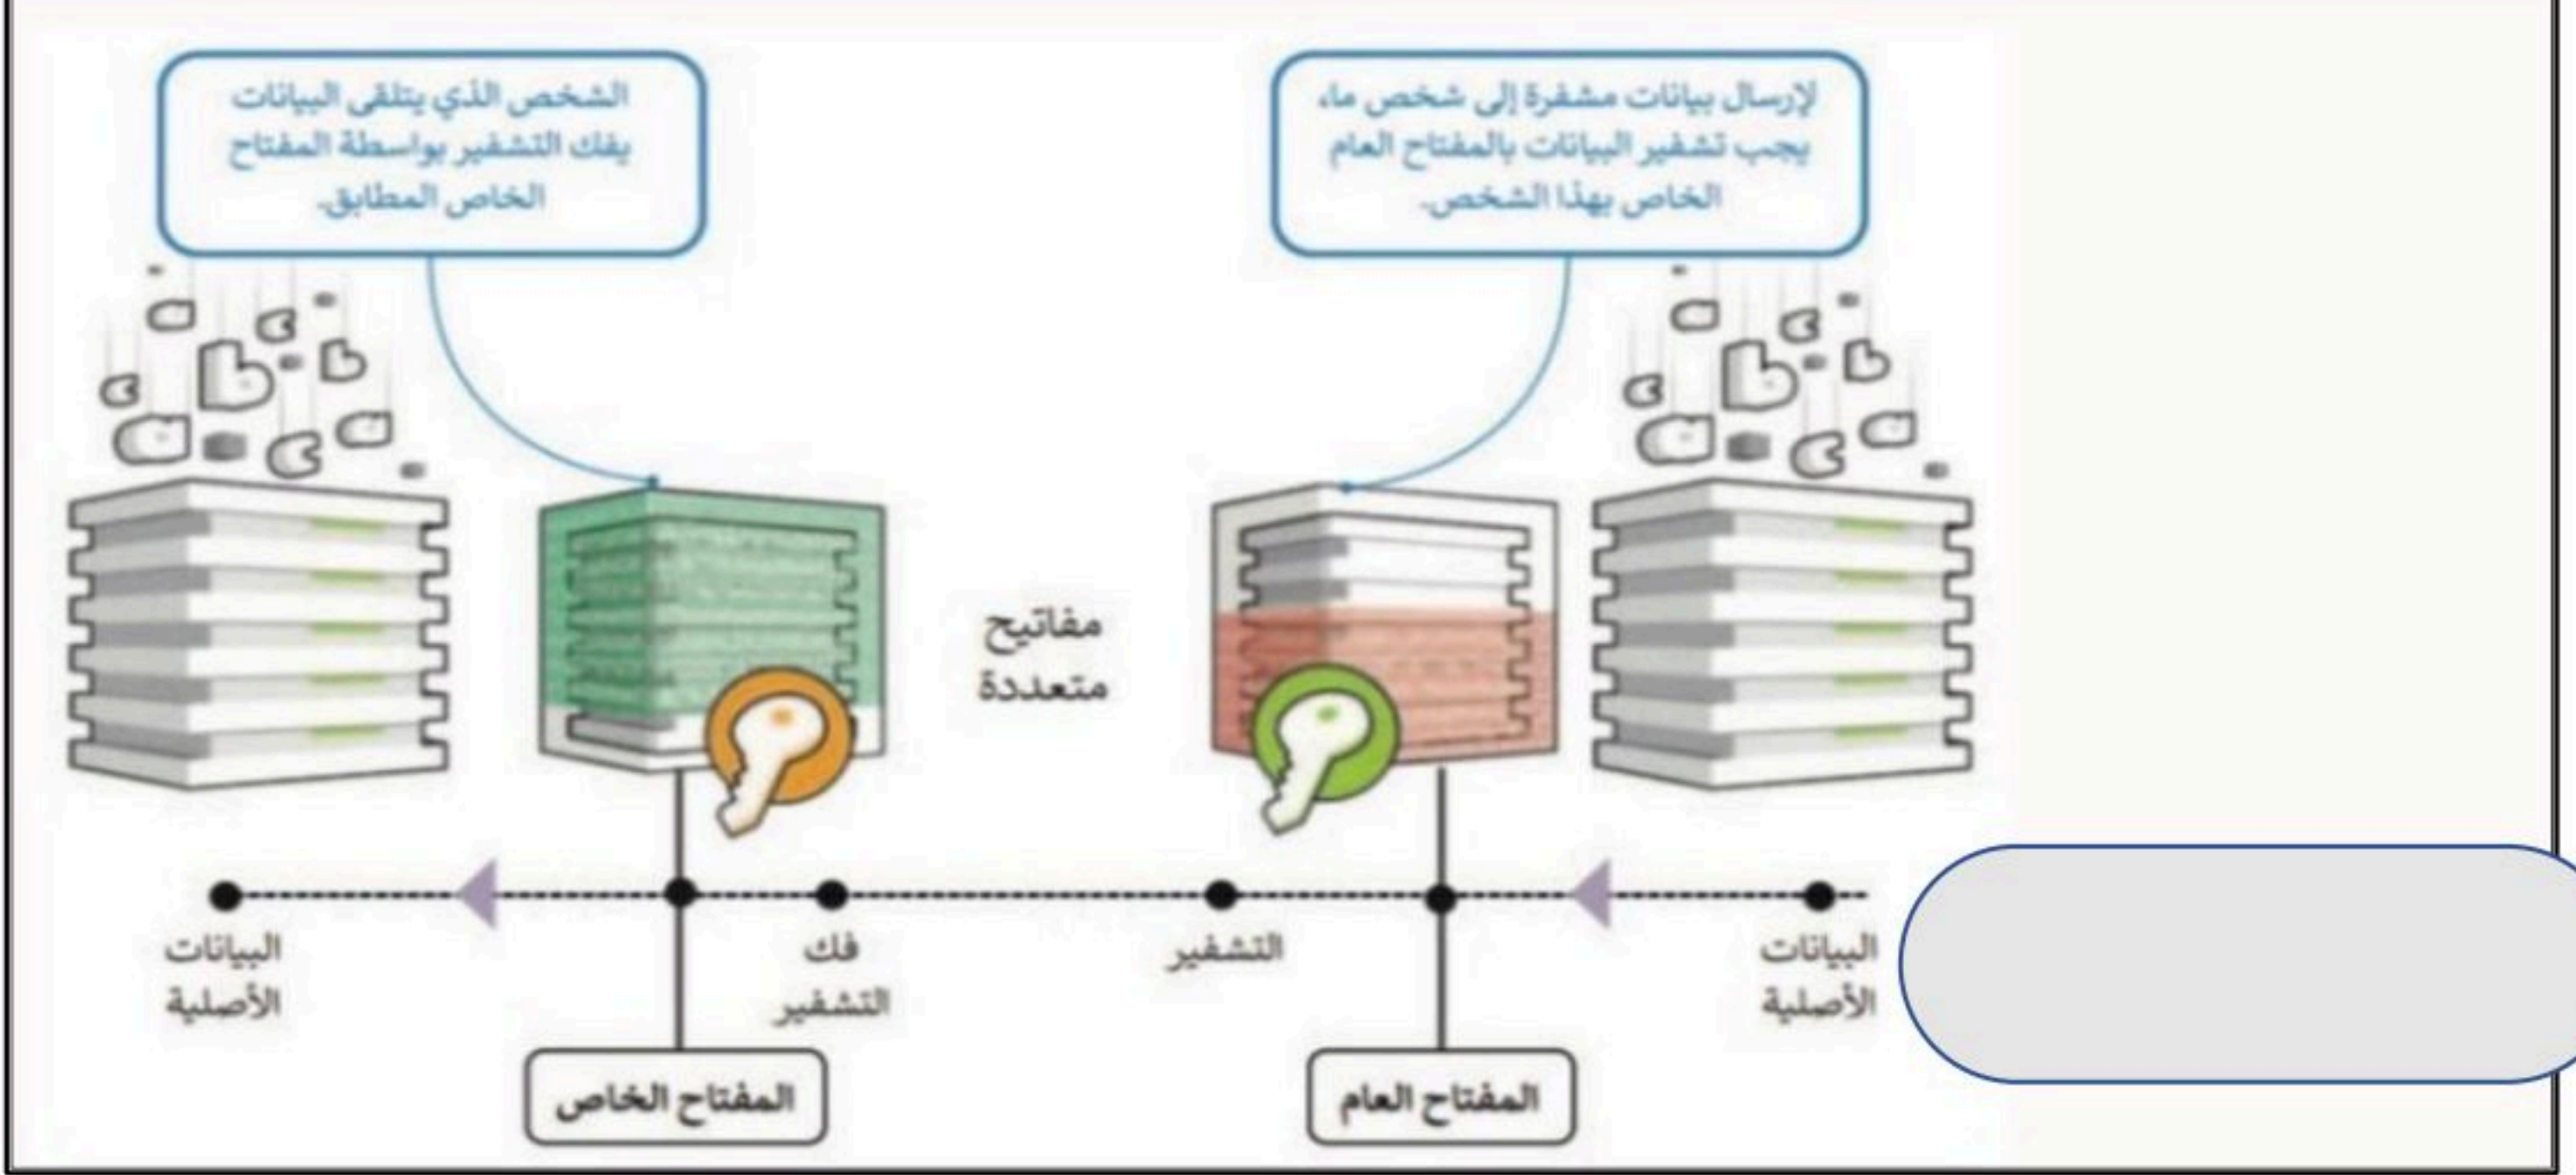 لإرسال بيانات مشفرة إلى شخص ما،
يجب تشفير البيانات بالمفتاح العام
الخاص بهذا الشخص.
الشخص الذي يتلقى البيانات
يفك التشفير بواسطة المفتاح
الخاص المطابق.
مفاتيح
متعددة
البيانات
الأصلية
التشفير
فك
التشفير
البيانات
الأصلية
المفتاح العام
المفتاح الخاص